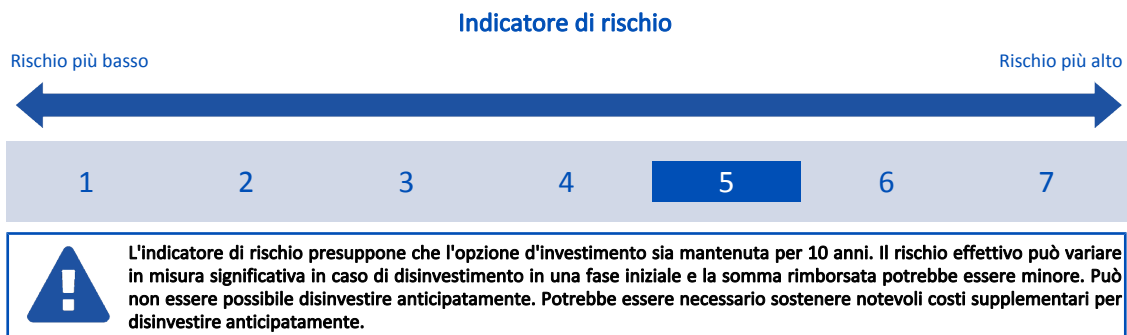 Indicatore di rischio
Rischio più basso
Rischio più alto
1 2 3 4 5 6 7
L'indicatore di rischio presuppone che l'opzione d'investimento sia mantenuta per 10 anni. Il rischio effettivo può variare
in misura significativa in caso di disinvestimento in una fase iniziale e la somma rimborsata potrebbe essere minore. Può
non essere possibile disinvestire anticipatamente. Potrebbe essere necessario sostenere notevoli costi supplementari per
disinvestire anticipatamente.